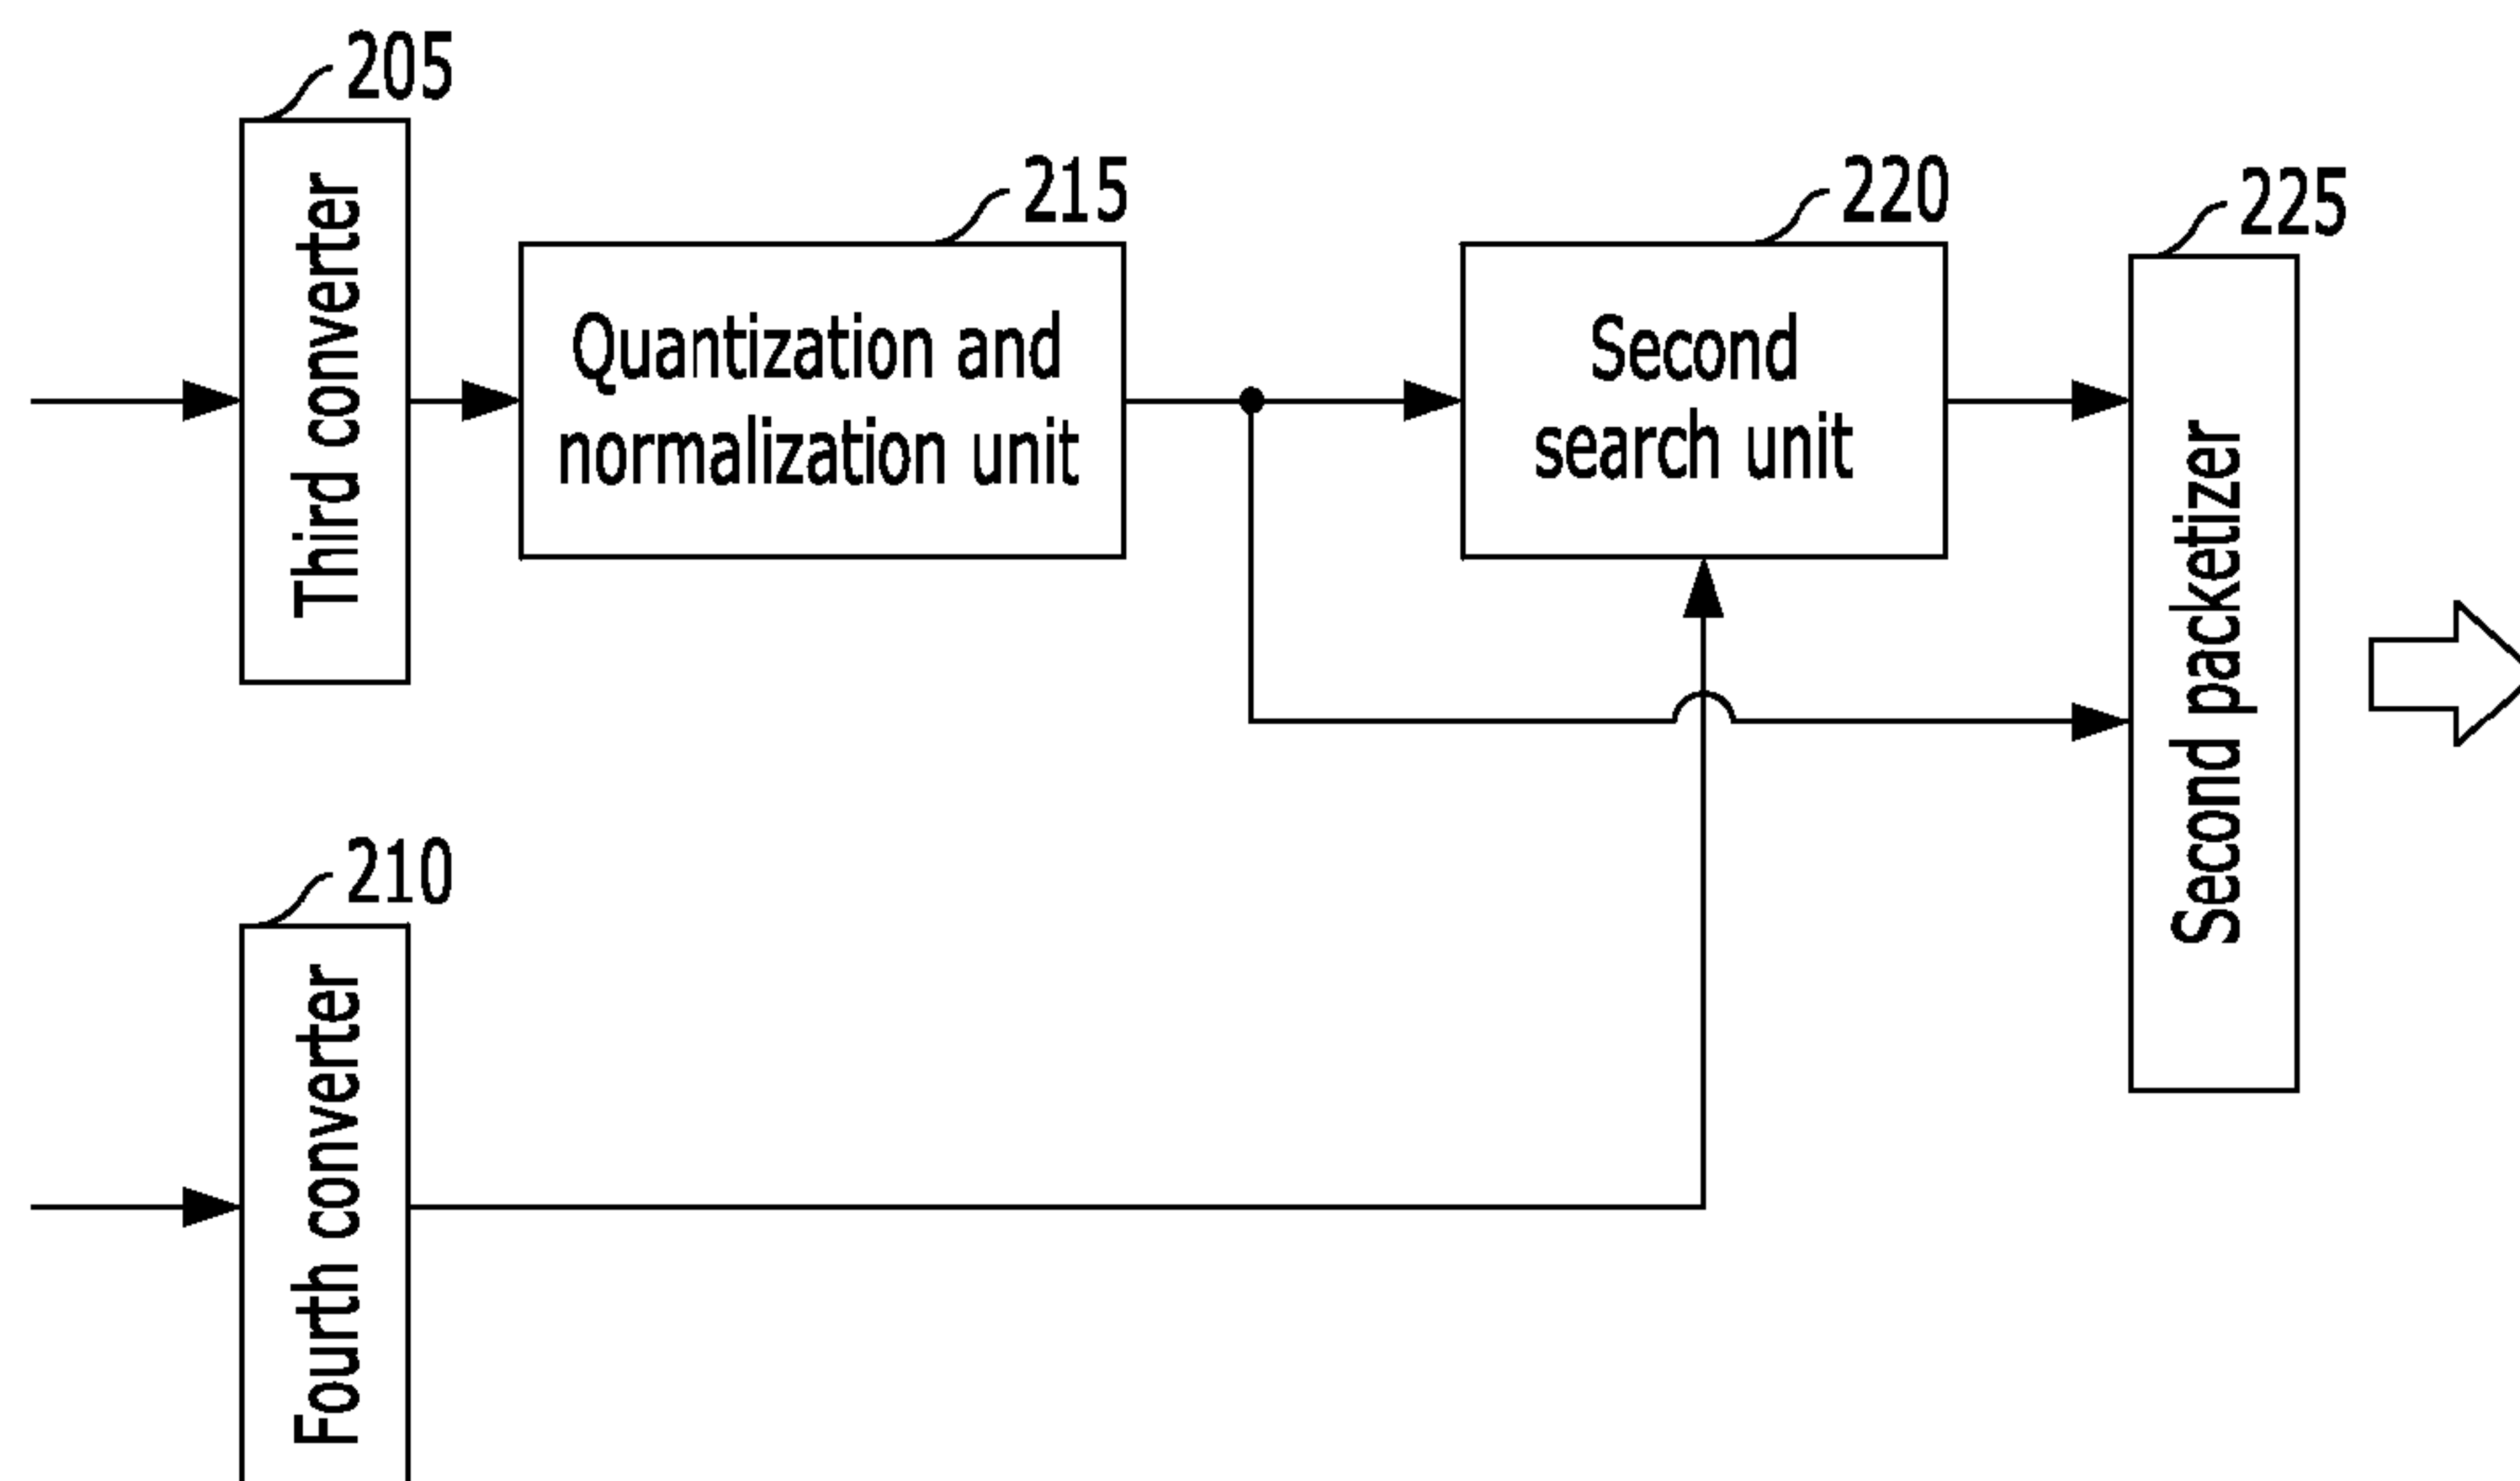 205
Third converter
215
Quantization and
normalization unit
220
Second
search unit
225
Second packetizer
210
Fourth converter